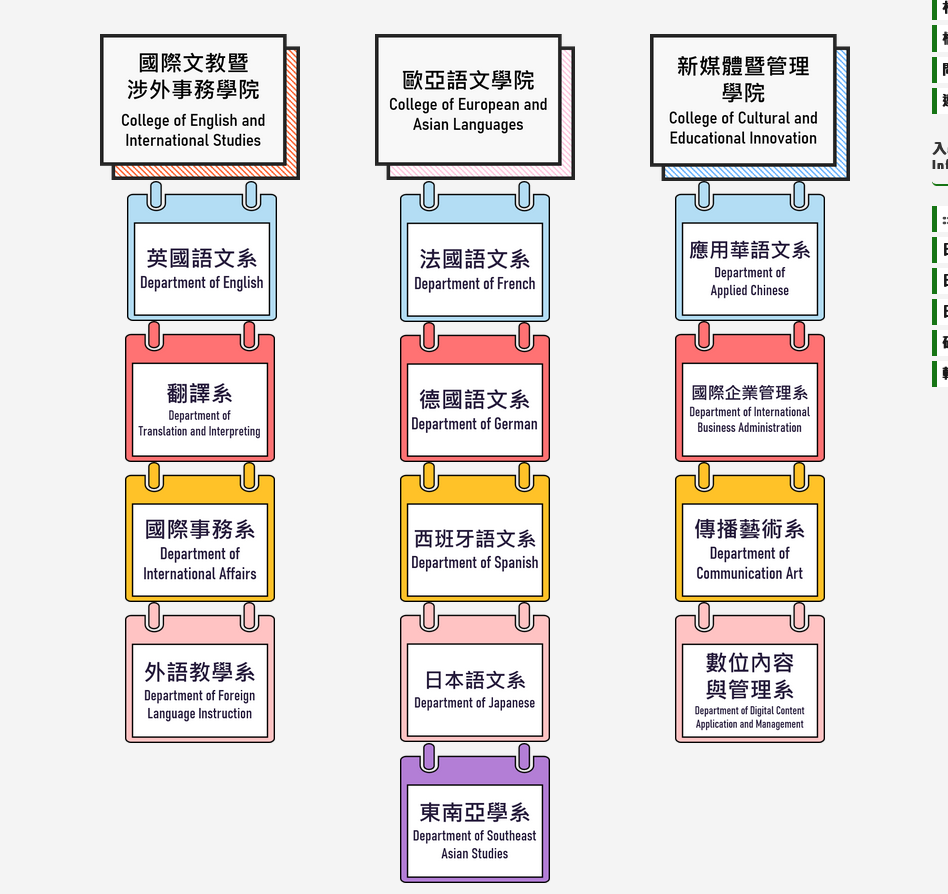 國際文教暨
涉外事務學院
College of English and
International Studies
英國語文系
Department of English
翻譯系
Department of
Translation and Interpreting
國際事務系
Department of
International Affairs
外語教學系
Department of Foreign
Language Instruction
歐亞語文學院
College of European and
Asian Languages
法國語文系
Department of French
德國語文系
Department of German
西班牙語文系
Department of Spanish
日本語文系
Department of Japanese
東南亞學系
Department of Southeast
Asian Studies
新媒體暨管理
學院
College of Cultural and
Educational Innovation
應用華語文系
Department of
Applied Chinese
國際企業管理系
Department of International
Business Administration
傳播藝術系
Department of
Communication Art
數位內容
與管理系
Department of Digital Content
Application and Management
入